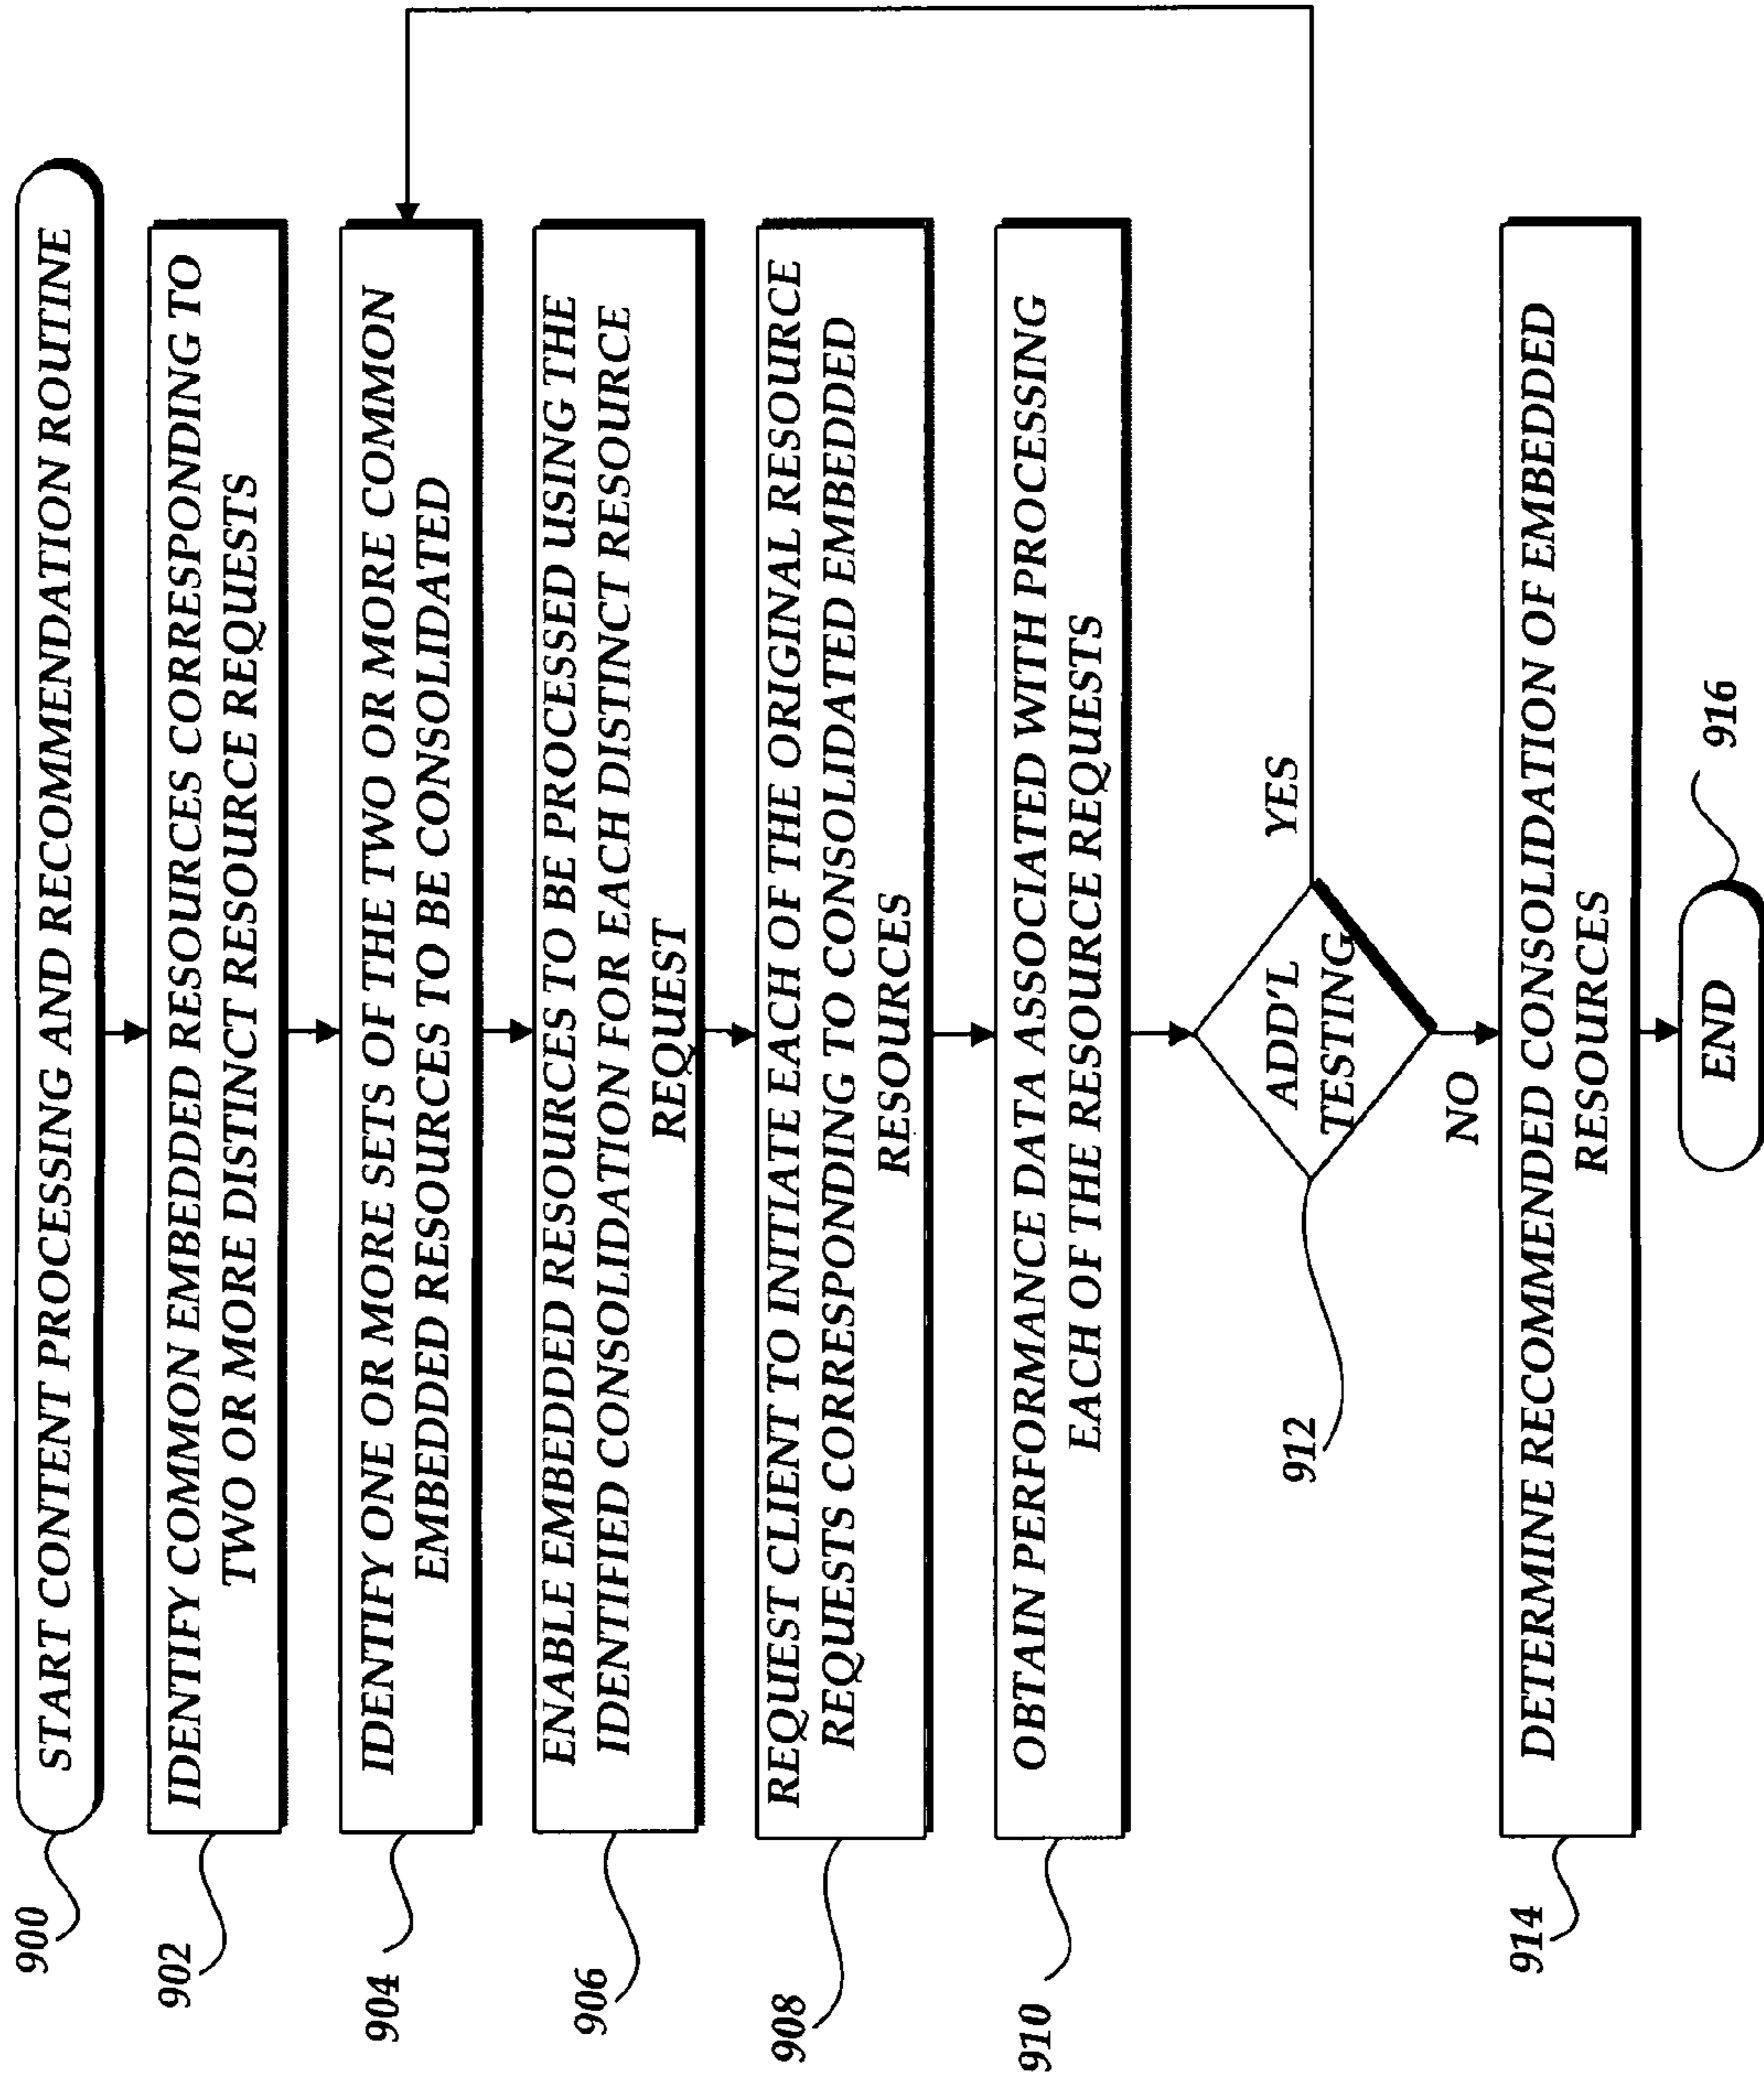 900
START CONTENT PROCESSING AND RECOMMENDATION ROUTINE
902
IDENTIFY COMMON EMBEDDED RESOURCES CORRESPONDING TO
TWO OR MORE DISTINCT RESOURCE REQUESTS
904
IDENTIFY ONE OR MORE SETS OF THE TWO OR MORE COMMON
EMBEDDED RESOURCES TO BE CONSOLIDATED
906
ENABLE EMBEDDED RESOURCES TO BE PROCESSED USING THE
IDENTIFIED CONSOLIDATION FOR EACH DISTINCT RESOURCE
REQUEST
908
REQUEST CLIENT TO INITIATE EACH OF THE ORIGINAL RESOURCE
REQUESTS CORRESPONDING TO CONSOLIDATED EMBEDDED
RESOURCES
910
OBTAIN PERFORMANCE DATA ASSOCIATED WITH PROCESSING
EACH OF THE RESOURCE REQUESTS
912
ADD'L
TESTING
YES
NO
914
DETERMINE RECOMMENDED CONSOLIDATION OF EMBEDDED
RESOURCES
END
916